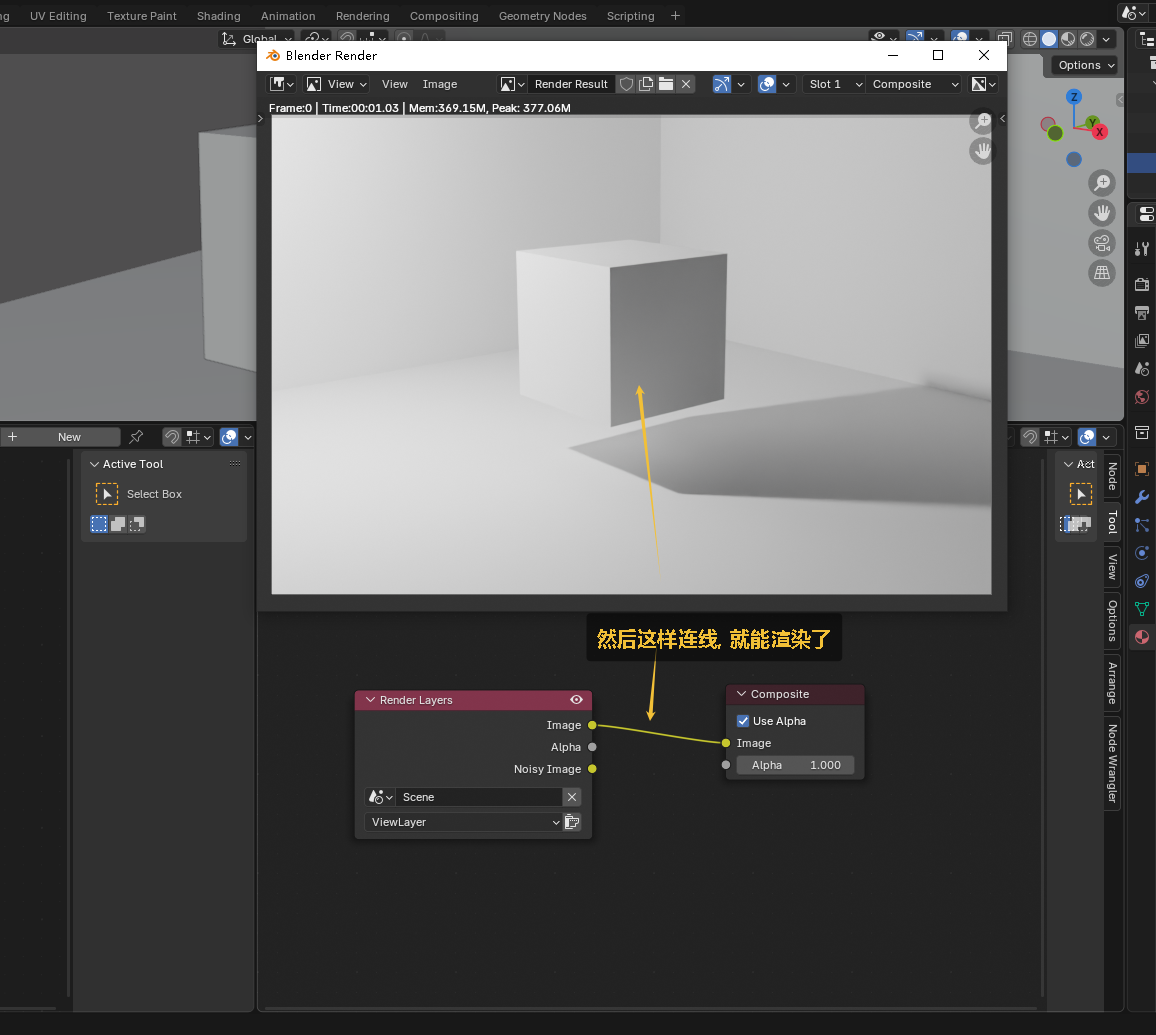 UV Editing
Texture Paint
Shading
Animation
Rendering
Compositing
Geometry Nodes
Scripting
Global
Options
Blender Render
View
View
Image
Render Result
Slot 1
Composite
Frame:0 | Time:00:01.03 | Mem:369.15M, Peak: 377.06M
Z
Y
X
New
Active Tool
Select Box
Act
Node
Tool
View
Options
Arrange
Node Wrangler
然后这样连线, 就能渲染了
Render Layers
Image
Alpha
Noisy Image
Scene
ViewLayer
Composite
Use Alpha
Image
Alpha 1.000